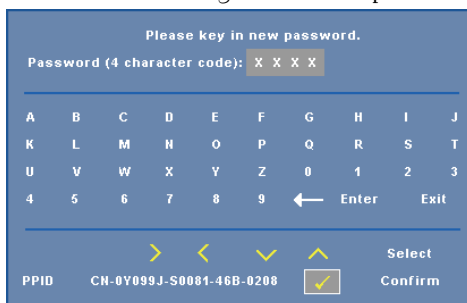 Please key in new password.
Password (4 character code): X X X X
A B C D E F G H I J
K L M N O P Q R S T
U V W X Y Z 0 1 2 3
4 5 6 7 8 9 Enter Exit
Select
PPID CN-0Y099J-S0081-46B-0208 Confirm